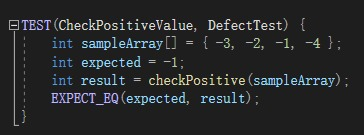 TEST(CheckPositiveValue, DefectTest) {
int sampleArray[] = { -3, -2, -1, -4 };
int expected = -1;
int result = checkPositive(sampleArray);
EXPECT_EQ(expected, result);
}